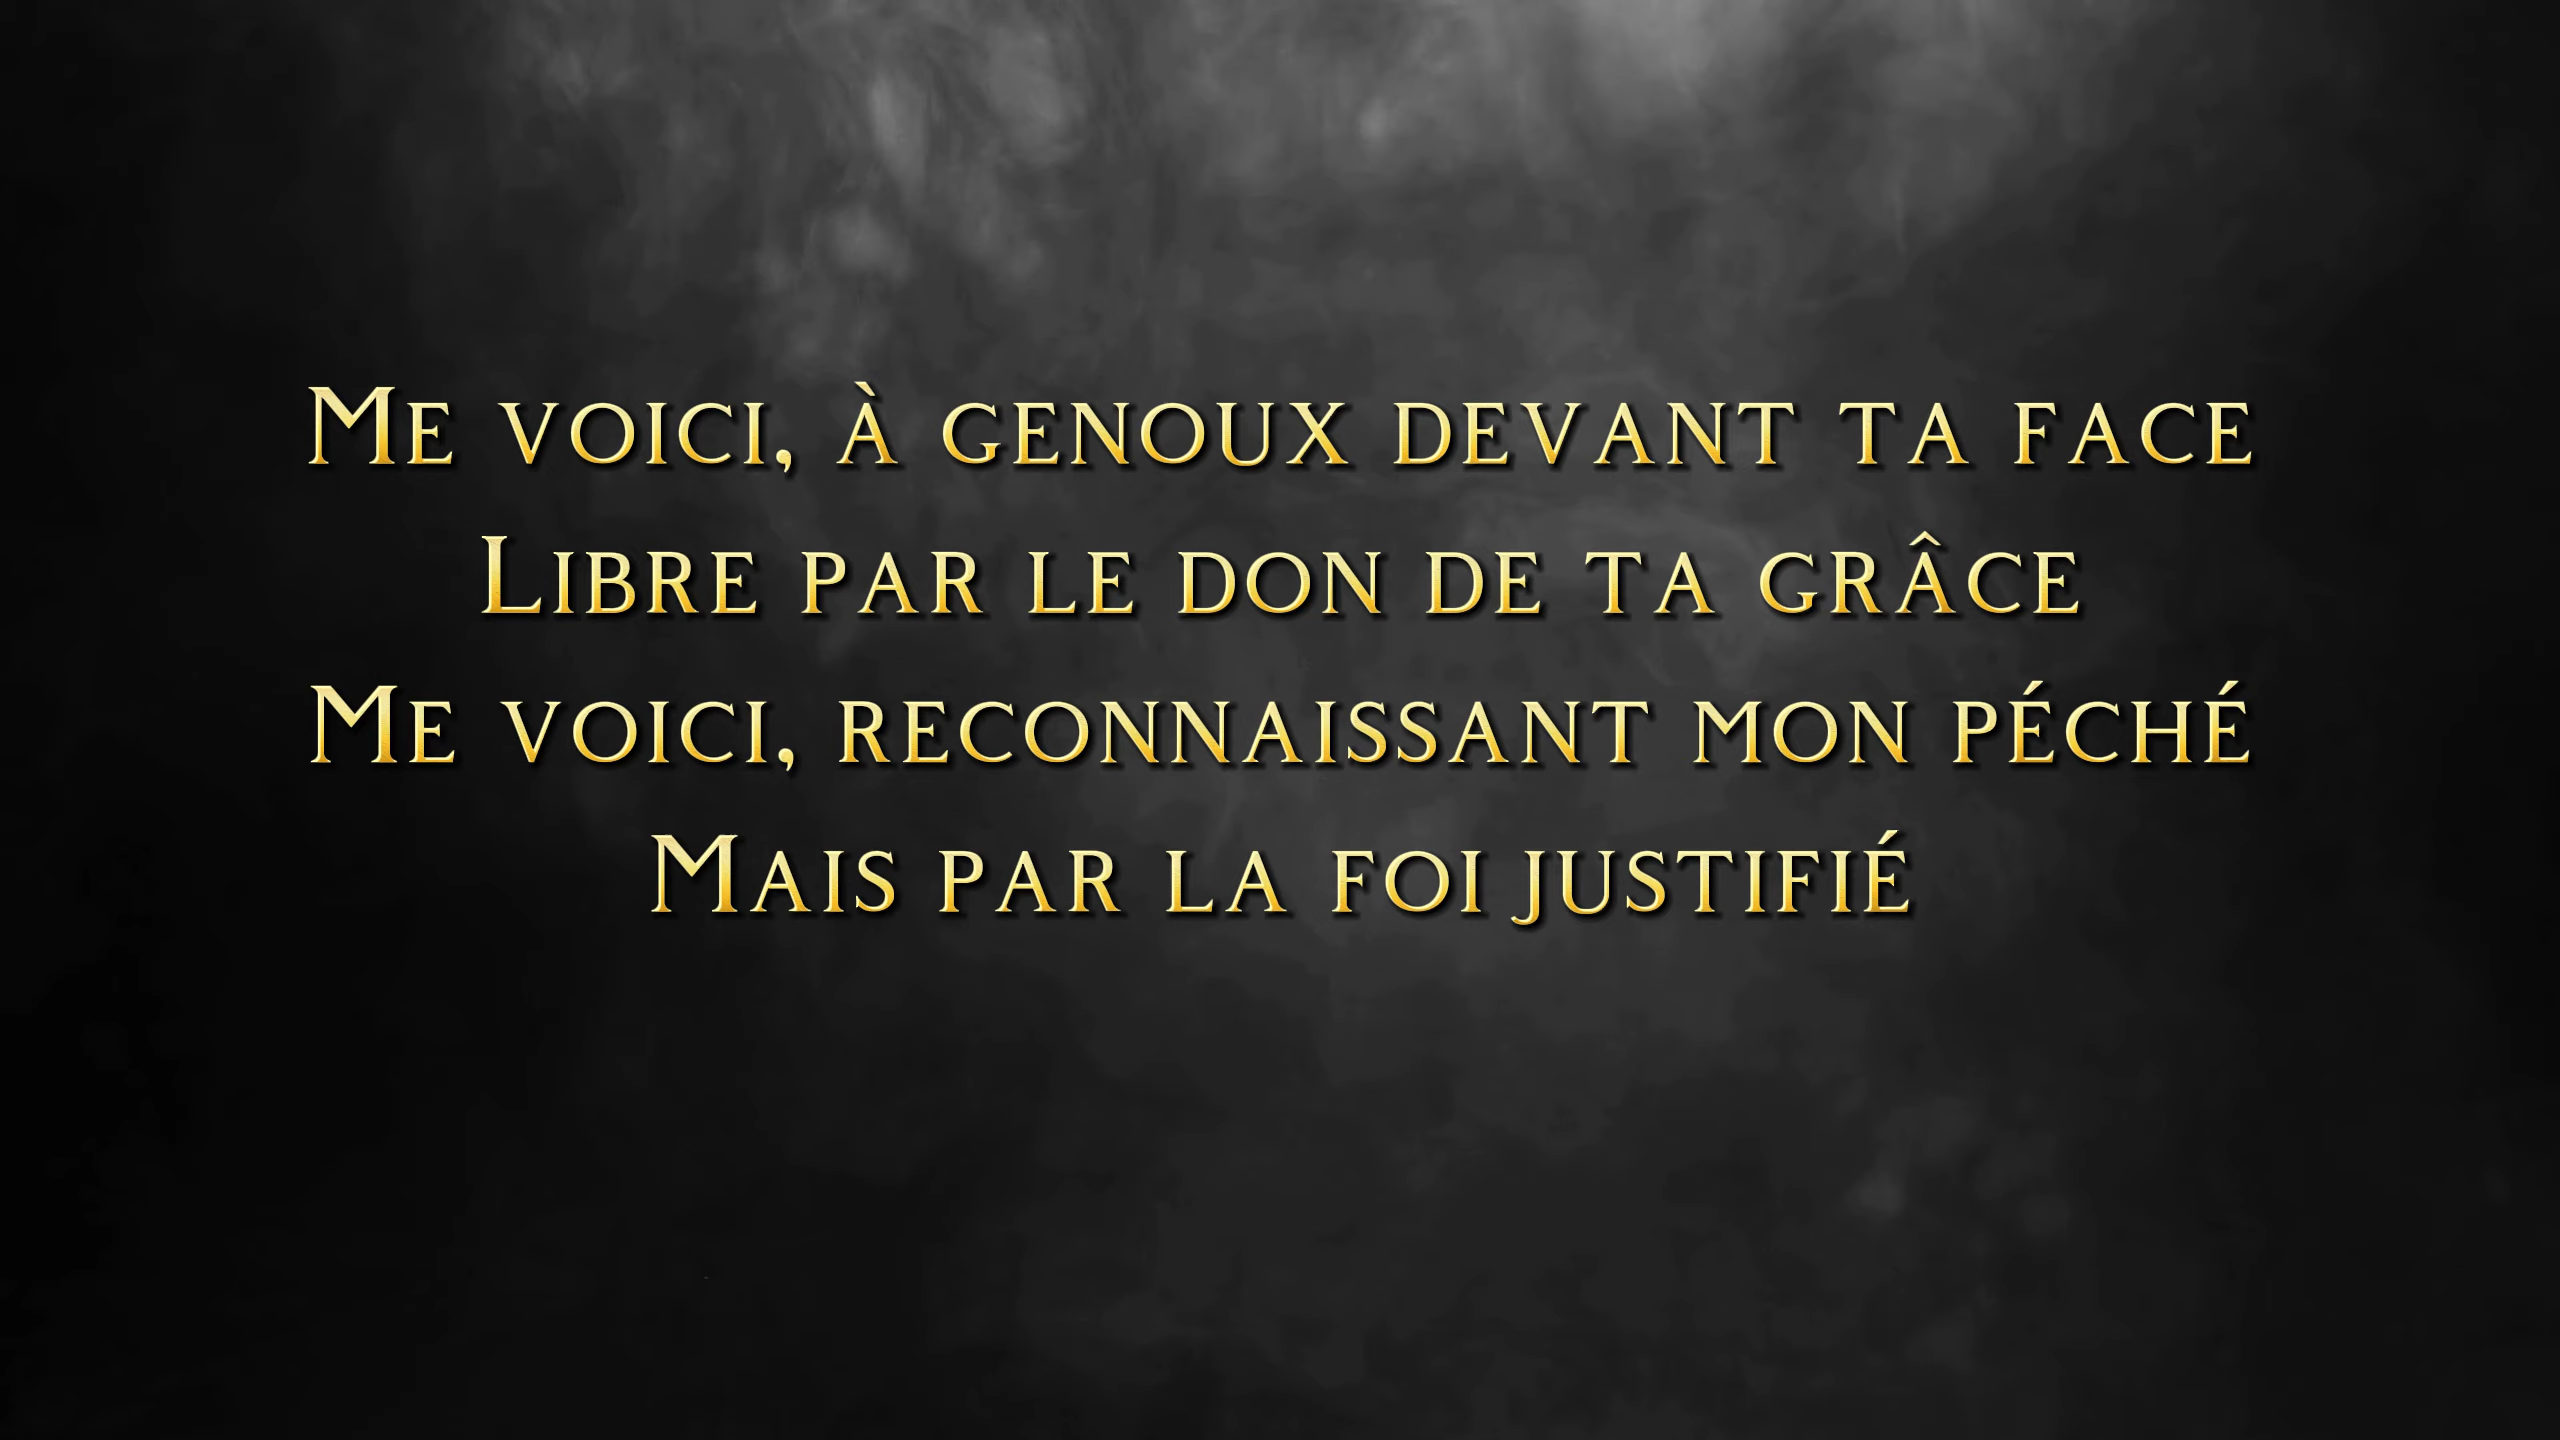 Me voici, à genoux devant ta face
Libre par le don de ta grâce
Me voici, reconnaissant mon péché
Mais par la foi justifié